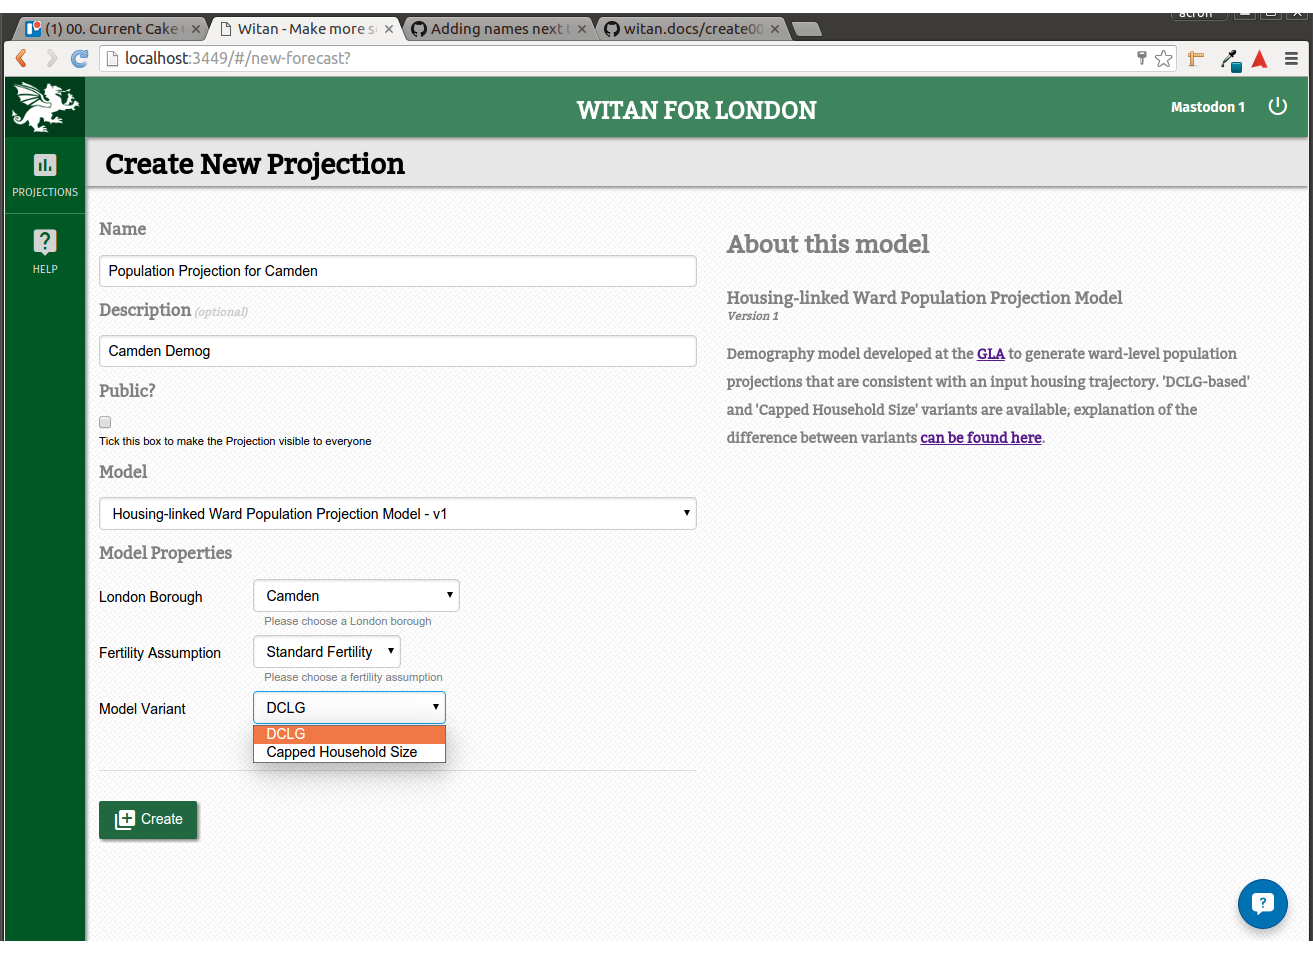 acron
(1) 00. Current Cake
Witan - Make more s
Adding names next t
witan.docs/create00
localhost:3449/#/new-forecast?
WITAN FOR LONDON
Mastodon 1
Create New Projection
PROJECTIONS
HELP
Name
Population Projection for Camden
Description (optional)
Camden Demog
Public?
Tick this box to make the Projection visible to everyone
Model
Housing-linked Ward Population Projection Model - v1
Model Properties
London Borough
Camden
Please choose a London borough
Fertility Assumption
Standard Fertility
Please choose a fertility assumption
Model Variant
DCLG
DCLG
Capped Household Size
Create
About this model
Housing-linked Ward Population Projection Model
Version 1
Demography model developed at the GLA to generate ward-level population
projections that are consistent with an input housing trajectory. 'DCLG-based'
and 'Capped Household Size' variants are available, explanation of the
difference between variants can be found here.